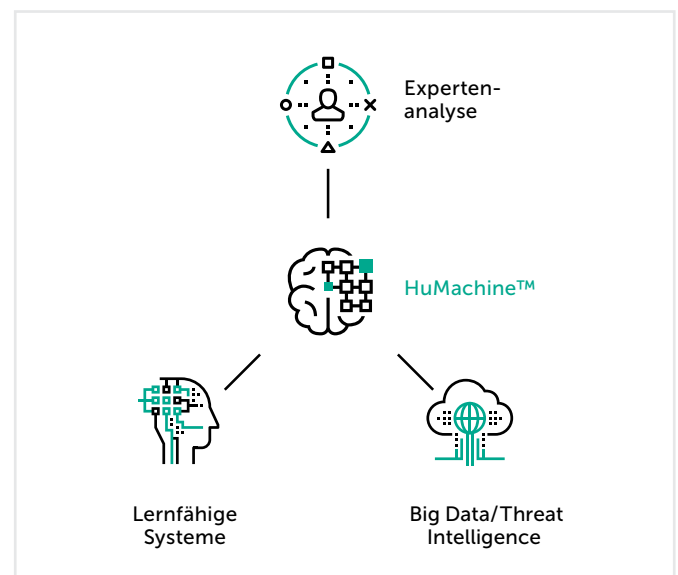 Experten-
analyse
HuMachine™
Lernfähige
Systeme
Big Data/Threat
Intelligence